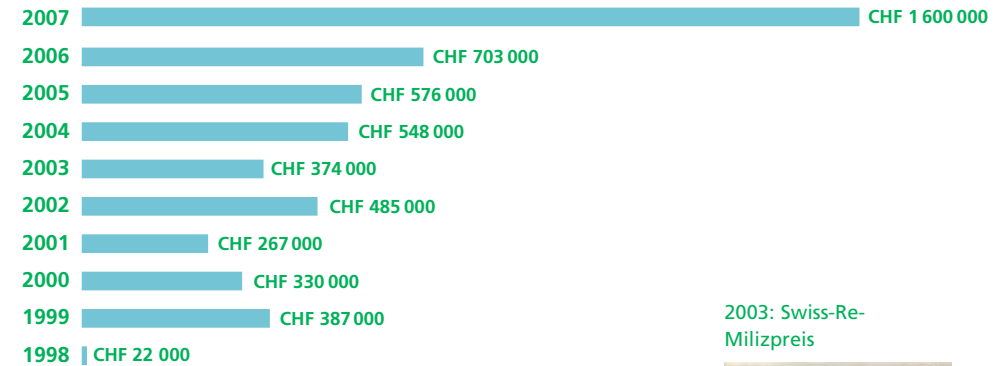 2007 CHF 1 600 000
2006 CHF 703 000
2005 CHF 576 000
2004 CHF 548 000
2003 CHF 374 000
2002 CHF 485 000
2001 CHF 267 000
2000 CHF 330 000
1999 CHF 387 000
1998 CHF 22 000
2003: Swiss-Re-
Milizpreis